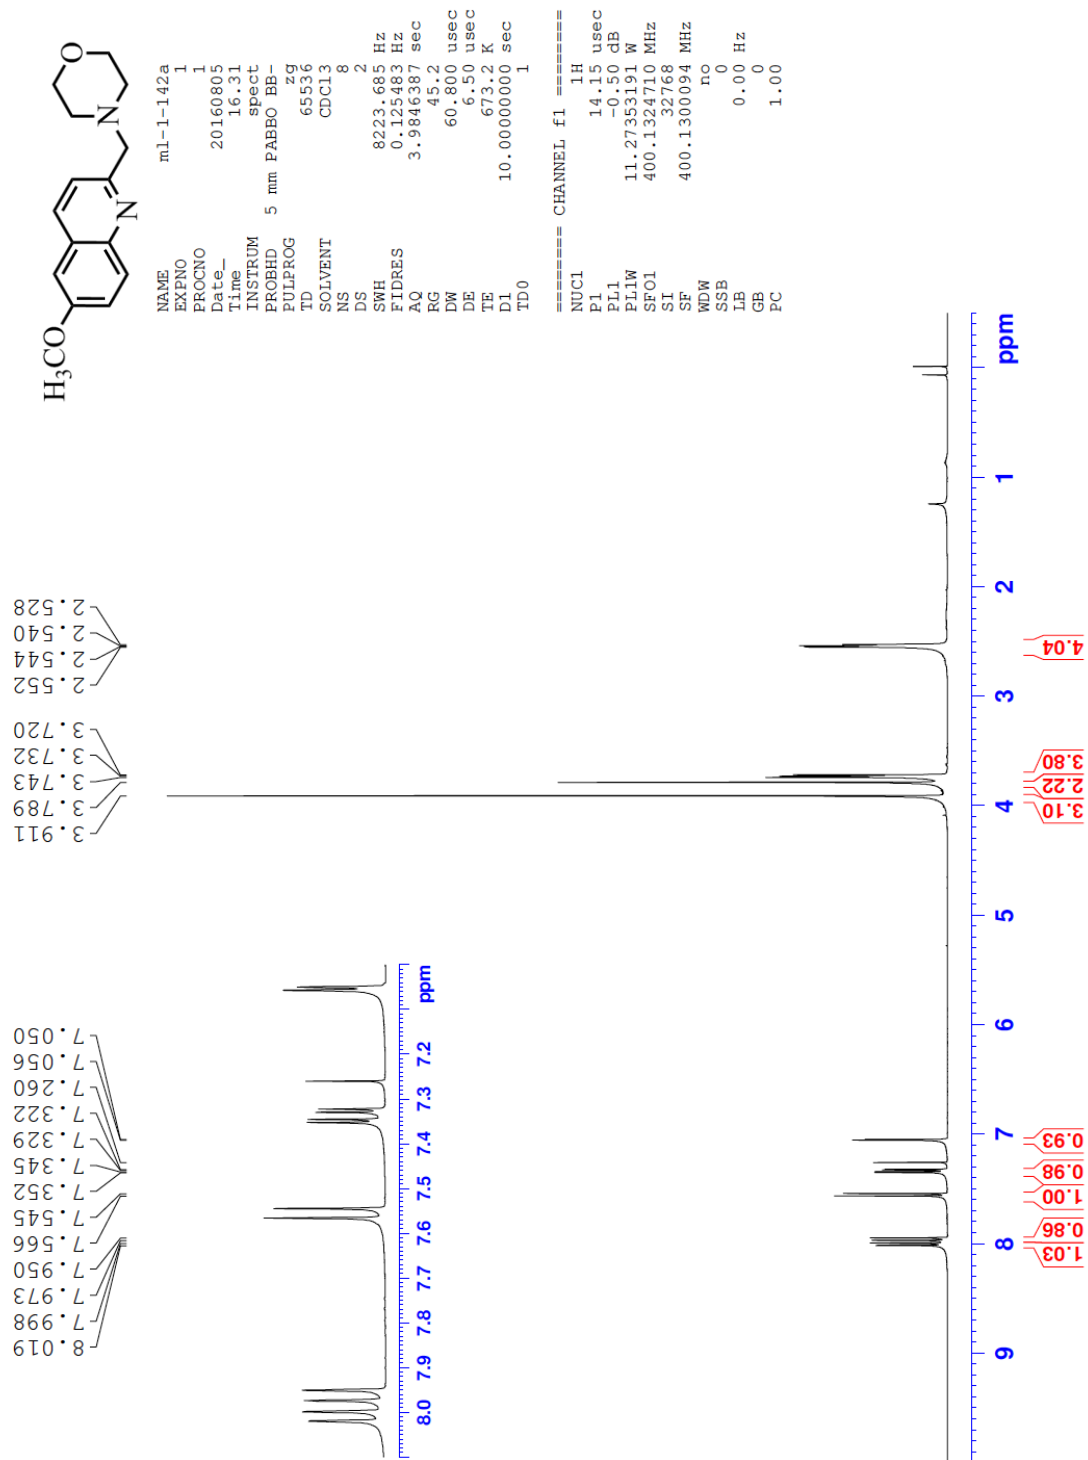 H₃CO
N
N
O
NAME ml-1-142a
EXPNO 1
PROCNO 1
Date_ 20160805
Time 16.31
INSTRUM spect
PROBHD 5 mm PABBO BB-
PULPROG zg
TD 65536
SOLVENT CDCl3
NS 8
DS 2
SWH 8223.685 Hz
FIDRES 0.125483 Hz
AQ 3.9846387 sec
RG 45.2
DW 60.800 usec
DE 6.50 usec
TE 673.2 K
D1 10.00000000 sec
TD0 1
======== CHANNEL f1 ========
NUC1 1H
P1 14.15 usec
PL1 -0.50 dB
PL1W 11.27353191 W
SFO1 400.1324710 MHz
SI 32768
SF 400.1300094 MHz
WDW no
SSB 0
LB 0.00 Hz
GB 0
PC 1.00
8.019
7.998
7.973
7.950
7.566
7.545
7.352
7.345
7.329
7.322
7.260
7.056
7.050
3.911
3.789
3.743
3.732
3.720
2.552
2.544
2.540
2.528
8.0 7.9 7.8 7.7 7.6 7.5 7.4 7.3 7.2 ppm
9 8 7 6 5 4 3 2 1 ppm
1.03
0.86
1.00
0.98
0.93
3.10
2.22
3.80
4.04